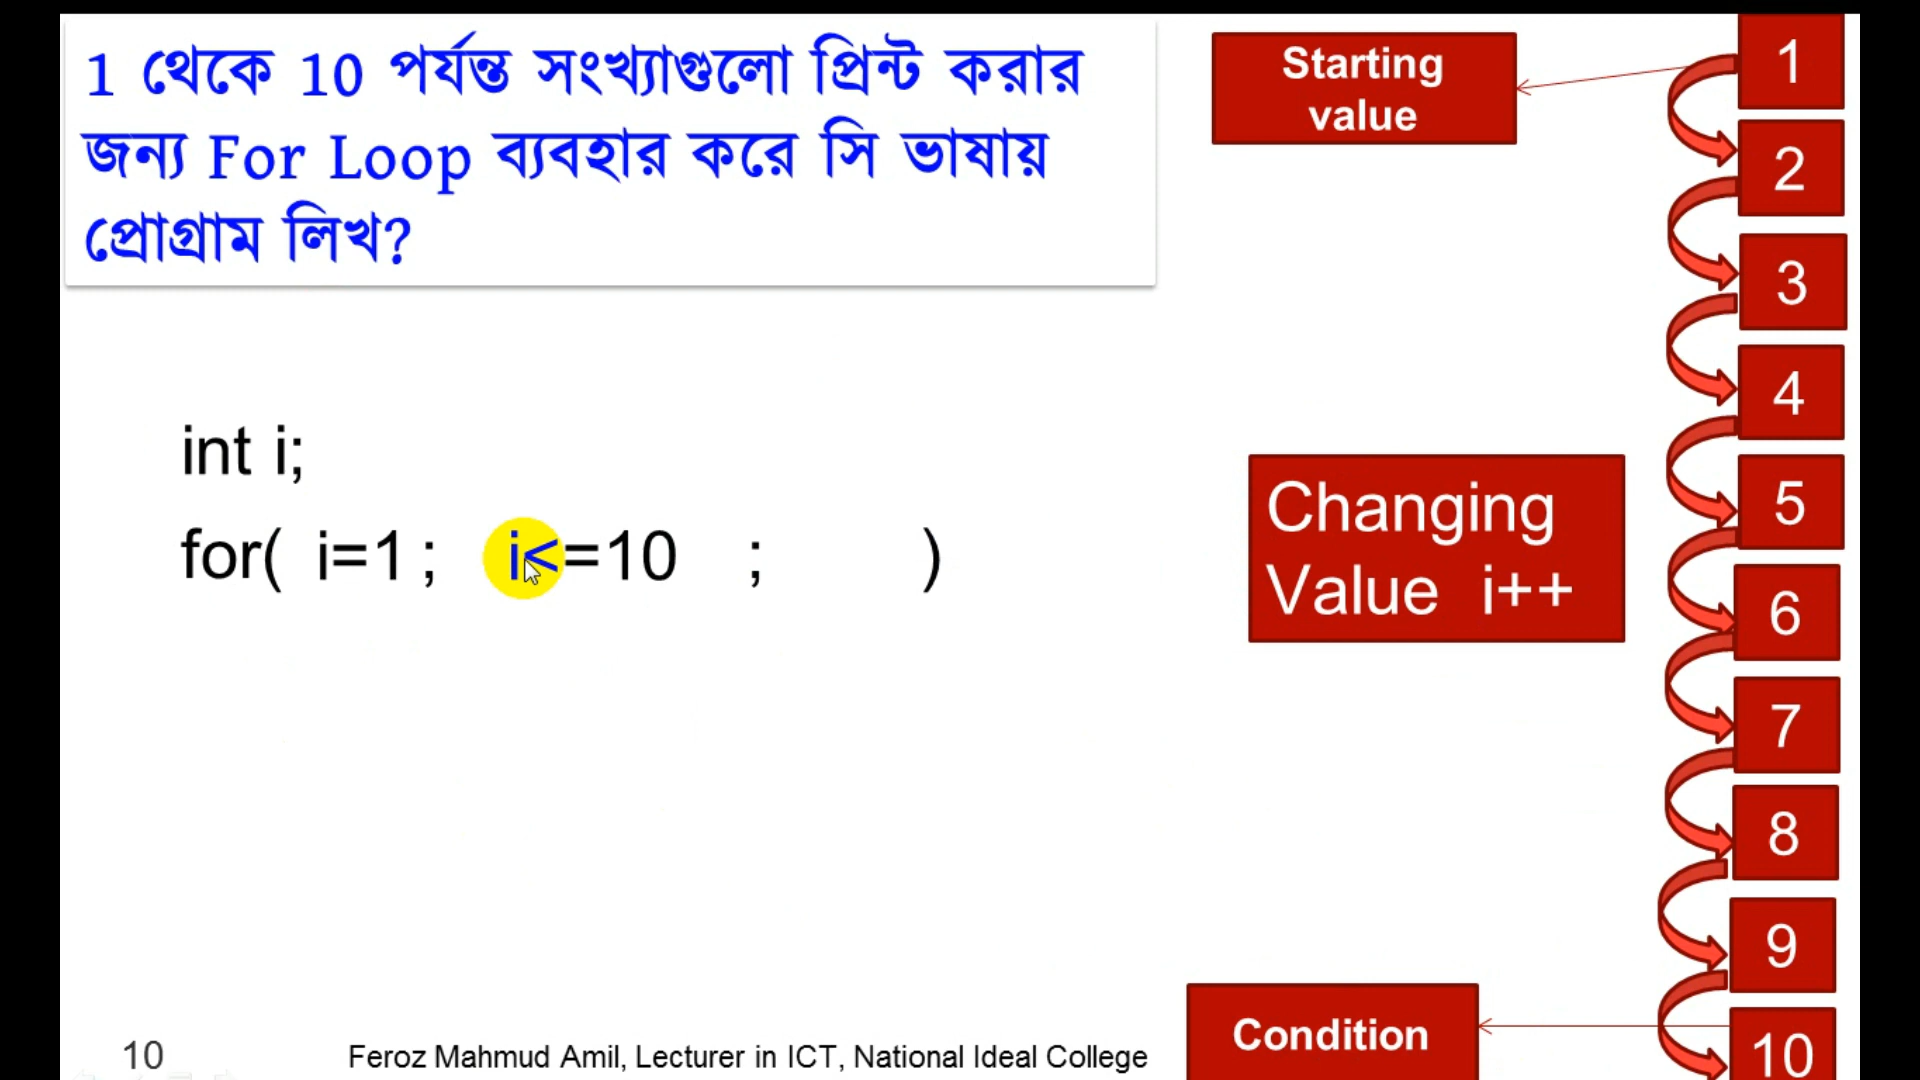 1 থেকে 10 পর্যন্ত সংখ্যাগুলো প্রিন্ট করার
জন্য For Loop ব্যবহার করে সি ভাষায়
প্রোগ্রাম লিখ?
int i;
for( i=1 ; i<=10 ; )
Starting
value
Changing
Value i++
Condition
1
2
3
4
5
6
7
8
9
10
10
Feroz Mahmud Amil, Lecturer in ICT, National Ideal College